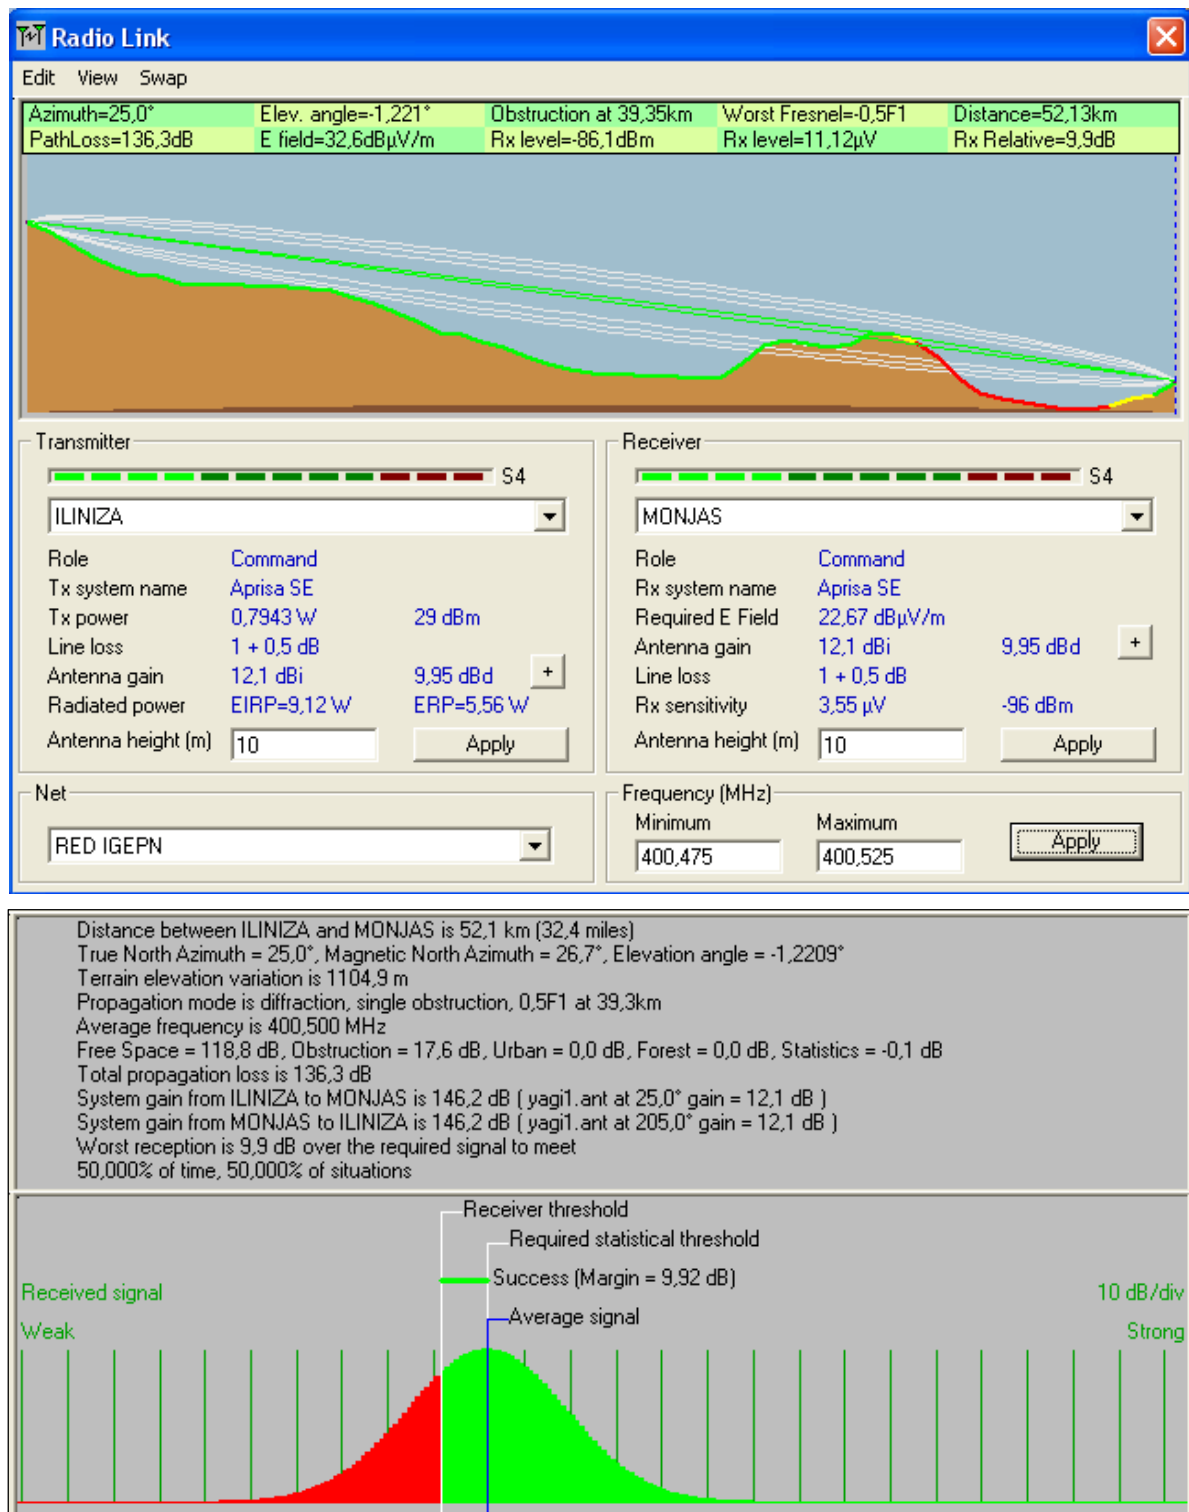 Radio Link
Edit View Swap
Azimuth=25,0° Elev. angle=-1,221° Obstruction at 39,35km Worst Fresnel=-0,5F1 Distance=52,13km
PathLoss=136,3dB E field=32,6dBµV/m Rx level=-86,1dBm Rx level=11,12µV Rx Relative=9,9dB
Transmitter
S4
ILINIZA
Role Command
Tx system name Aprisa SE
Tx power 0,7943 W 29 dBm
Line loss 1 + 0,5 dB
Antenna gain 12,1 dBi 9,95 dBd +
Radiated power EIRP=9,12 W ERP=5,56 W
Antenna height (m) 10 Apply
Receiver
S4
MONJAS
Role Command
Rx system name Aprisa SE
Required E Field 22,67 dBµV/m
Antenna gain 12,1 dBi 9,95 dBd +
Line loss 1 + 0,5 dB
Rx sensitivity 3,55 µV -96 dBm
Antenna height (m) 10 Apply
Net
RED IGEPN
Frequency (MHz)
Minimum Maximum
400,475 400,525 Apply
Distance between ILINIZA and MONJAS is 52,1 km (32,4 miles)
True North Azimuth = 25,0°, Magnetic North Azimuth = 26,7°, Elevation angle = -1,2209°
Terrain elevation variation is 1104,9 m
Propagation mode is diffraction, single obstruction, 0,5F1 at 39,3km
Average frequency is 400,500 MHz
Free Space = 118,8 dB, Obstruction = 17,6 dB, Urban = 0,0 dB, Forest = 0,0 dB, Statistics = -0,1 dB
Total propagation loss is 136,3 dB
System gain from ILINIZA to MONJAS is 146,2 dB ( yagi1.ant at 25,0° gain = 12,1 dB )
System gain from MONJAS to ILINIZA is 146,2 dB ( yagi1.ant at 205,0° gain = 12,1 dB )
Worst reception is 9,9 dB over the required signal to meet
50,000% of time, 50,000% of situations
Receiver threshold
Required statistical threshold
Success (Margin = 9,92 dB)
Received signal 10 dB/div
Average signal
Weak Strong